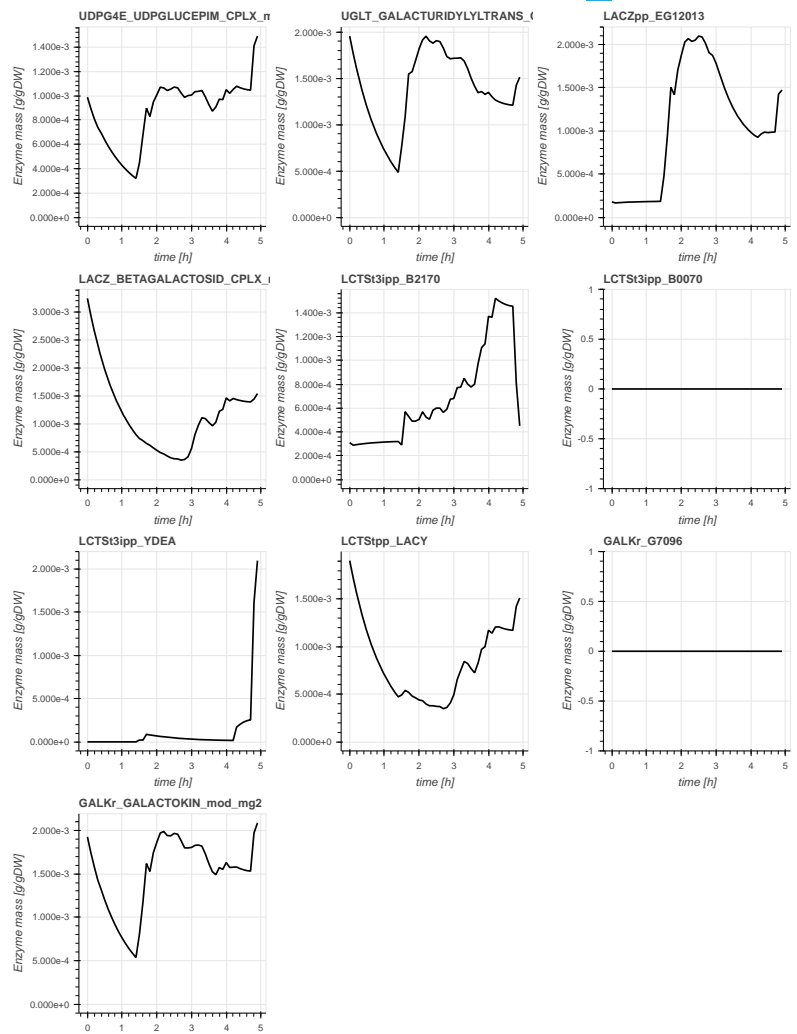 UDPG4E_UDPGLUCEPIM_CPLX_m
1.400e-3
1.200e-3
1.000e-3
8.000e-4
6.000e-4
4.000e-4
2.000e-4
0.000e+0
Enzyme mass [g/gDW]
0 1 2 3 4 5
time [h]
UGLT_GALACTURIDYLYLTRANS_
2.000e-3
1.500e-3
1.000e-3
5.000e-4
0.000e+0
Enzyme mass [g/gDW]
0 1 2 3 4 5
time [h]
LACZpp_EG12013
2.000e-3
1.500e-3
1.000e-3
5.000e-4
0.000e+0
Enzyme mass [g/gDW]
0 1 2 3 4 5
time [h]
LACZ_BETAGALACTOSID_CPLX_
3.000e-3
2.500e-3
2.000e-3
1.500e-3
1.000e-3
5.000e-4
0.000e+0
Enzyme mass [g/gDW]
0 1 2 3 4 5
time [h]
LCTSt3ipp_B2170
1.400e-3
1.200e-3
1.000e-3
8.000e-4
6.000e-4
4.000e-4
2.000e-4
0.000e+0
Enzyme mass [g/gDW]
0 1 2 3 4 5
time [h]
LCTSt3ipp_B0070
1
0.5
0
-0.5
-1
Enzyme mass [g/gDW]
0 1 2 3 4 5
time [h]
LCTSt3ipp_YDEA
2.000e-3
1.500e-3
1.000e-3
5.000e-4
0.000e+0
Enzyme mass [g/gDW]
0 1 2 3 4 5
time [h]
LCTStpp_LACY
1.500e-3
1.000e-3
5.000e-4
0.000e+0
Enzyme mass [g/gDW]
0 1 2 3 4 5
time [h]
GALKr_G7096
1
0.5
0
-0.5
-1
Enzyme mass [g/gDW]
0 1 2 3 4 5
time [h]
GALKr_GALACTOKIN_mod_mg2
2.000e-3
1.500e-3
1.000e-3
5.000e-4
0.000e+0
Enzyme mass [g/gDW]
0 1 2 3 4 5